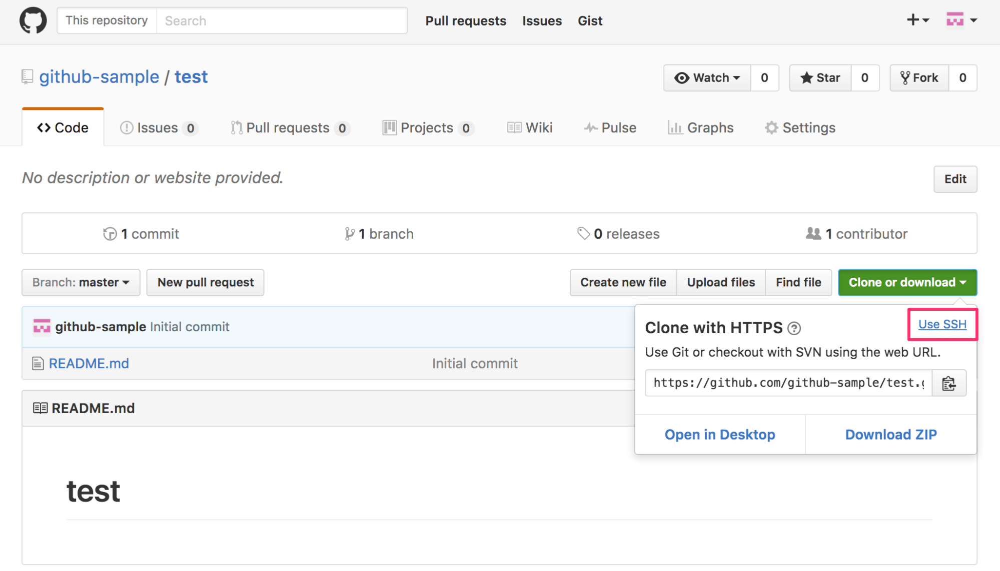 This repository Search Pull requests Issues Gist
github-sample / test Watch 0 Star 0 Fork 0
Code Issues 0 Pull requests 0 Projects 0 Wiki Pulse Graphs Settings
No description or website provided. Edit
1 commit 1 branch 0 releases 1 contributor
Branch: master New pull request Create new file Upload files Find file Clone or download
github-sample Initial commit
README.md Initial commit
Clone with HTTPS Use SSH
Use Git or checkout with SVN using the web URL.
https://github.com/github-sample/test.g
Open in Desktop Download ZIP
README.md
test